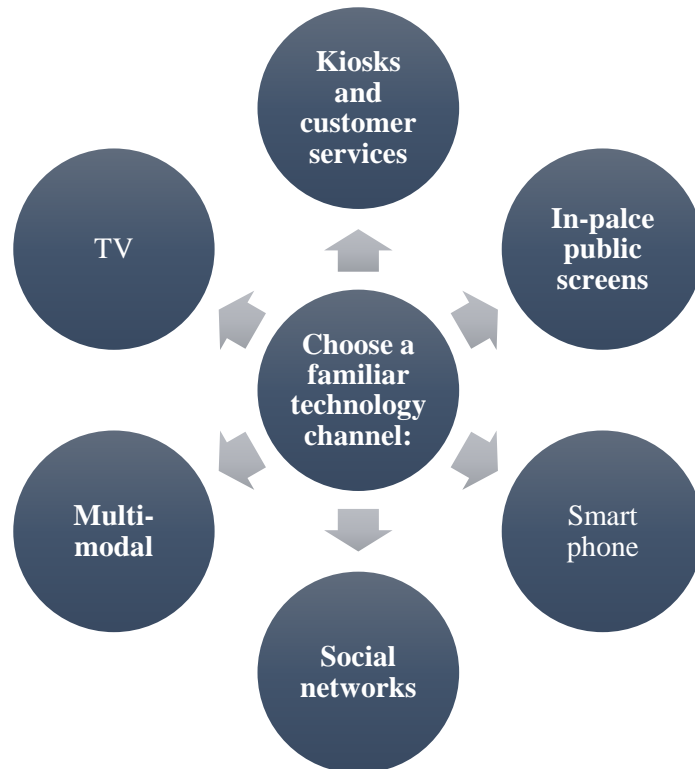 Kiosks
and
customer
services
TV
In-palce
public
screens
Choose a
familiar
technology
channel:
Multi-
modal
Smart
phone
Social
networks